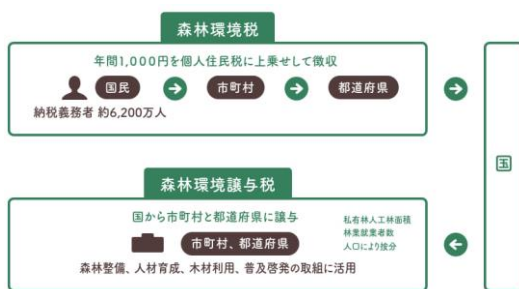 森林環境税
年間1,000円を個人住民税に上乗せして徴収
国民
市町村
都道府県
納税義務者 約6,200万人
国
森林環境譲与税
国から市町村と都道府県に譲与
私有林人工林面積
林業就業者数
人口により按分
市町村、都道府県
森林整備、人材育成、木材利用、普及啓発の取組に活用